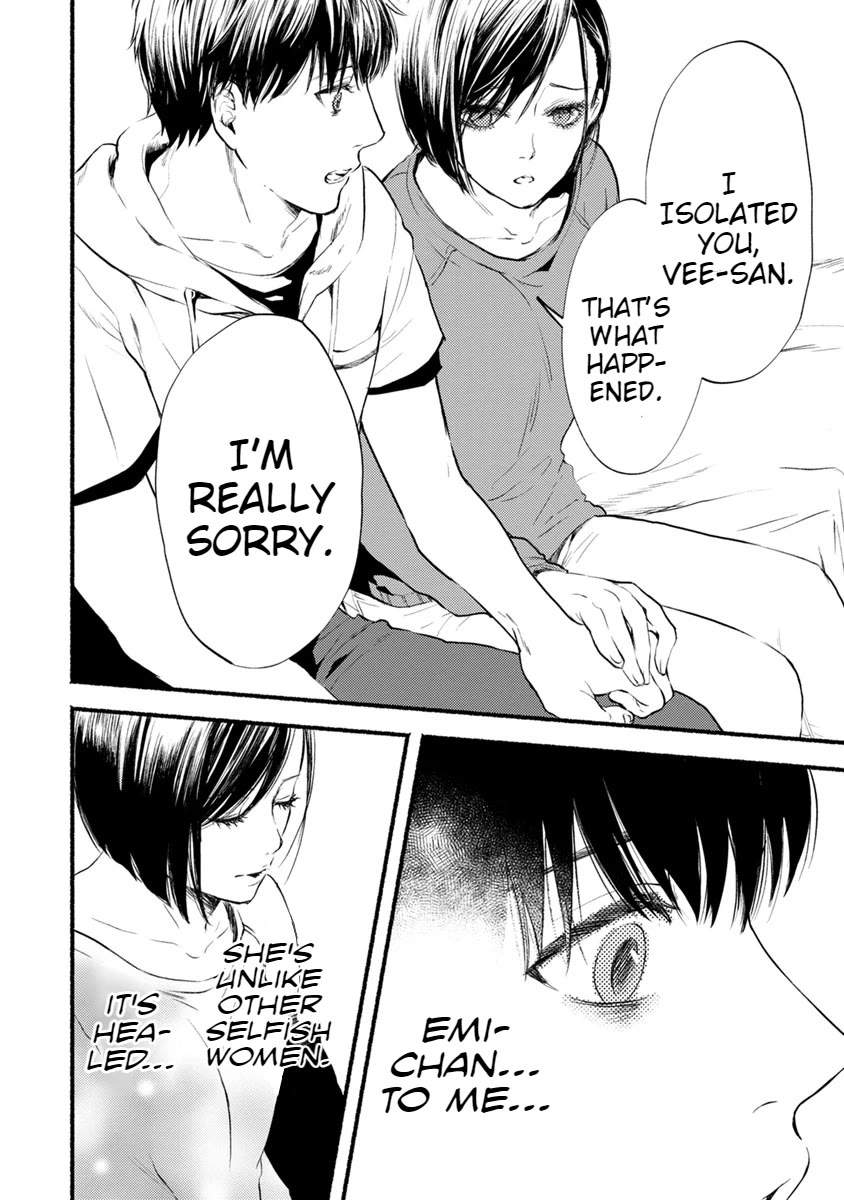 I
ISOLATED
YOU,
VEE-SAN.
THAT'S
WHAT
HAPP-
ENED.
I'M
REALLY
SORRY.
EMI-
CHAN...
TO ME...
SHE'S
UNLIKE
OTHER
SELFISH
WOMEN.
IT'S
HEA-
LED...